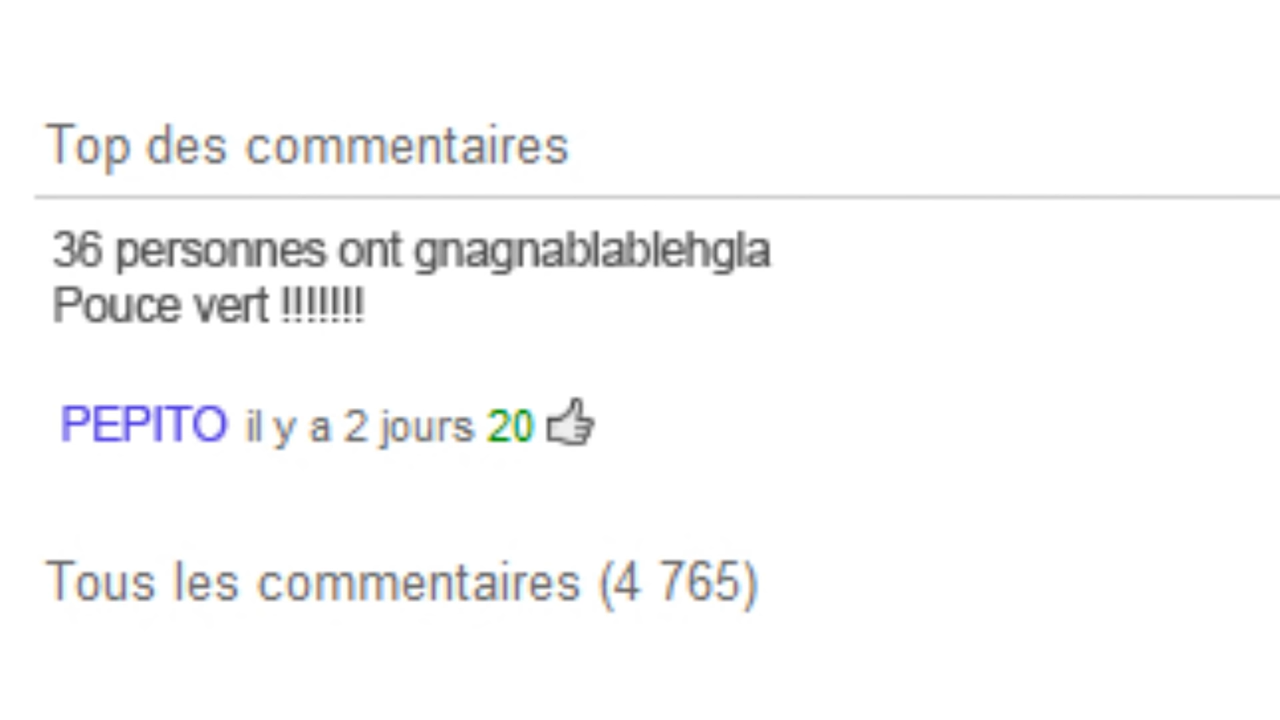 Top des commentaires
36 personnes ont gnagnablablehgla
Pouce vert !!!!!!!
PEPITO il y a 2 jours 20
Tous les commentaires (4 765)